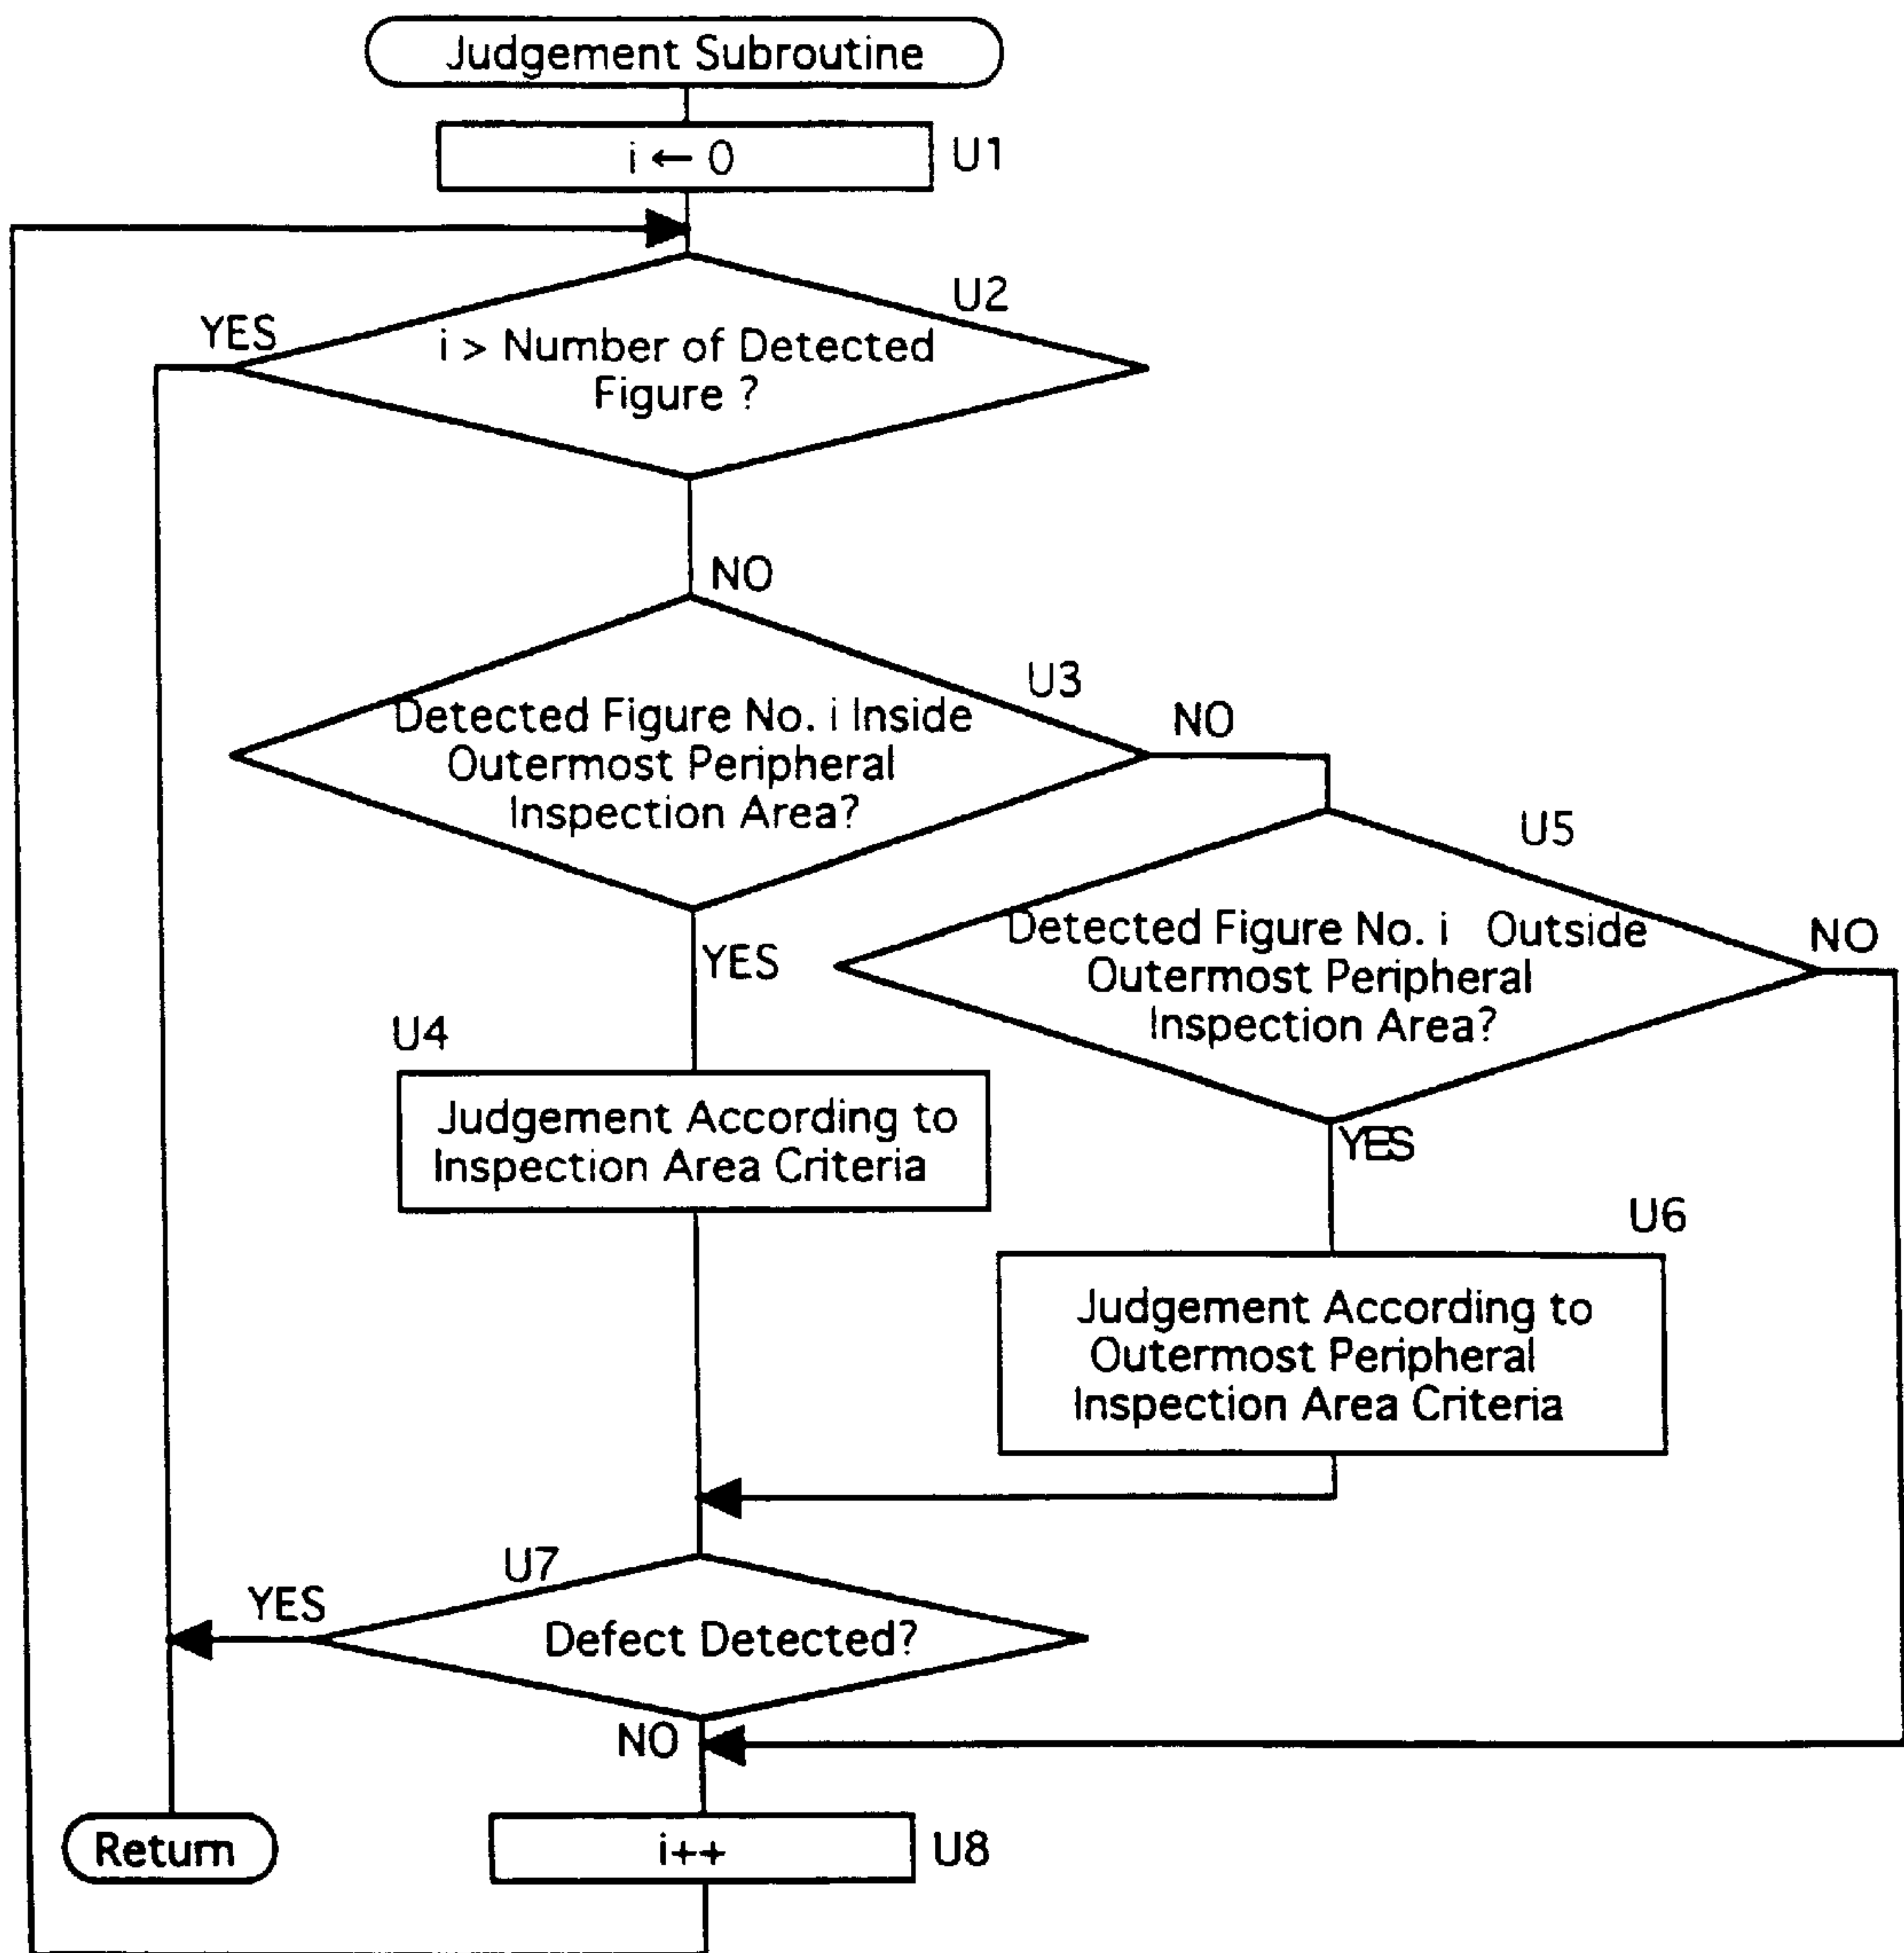 Judgement Subroutine
i ← 0
U1
U2
YES
i > Number of Detected
Figure ?
NO
U3
Detected Figure No. i Inside
Outermost Peripheral
Inspection Area?
NO
U5
Detected Figure No. i Outside
Outermost Peripheral
Inspection Area?
NO
YES
U4
Judgement According to
Inspection Area Criteria
YES
U6
Judgement According to
Outermost Peripheral
Inspection Area Criteria
U7
YES
Defect Detected?
NO
Return
i++
U8